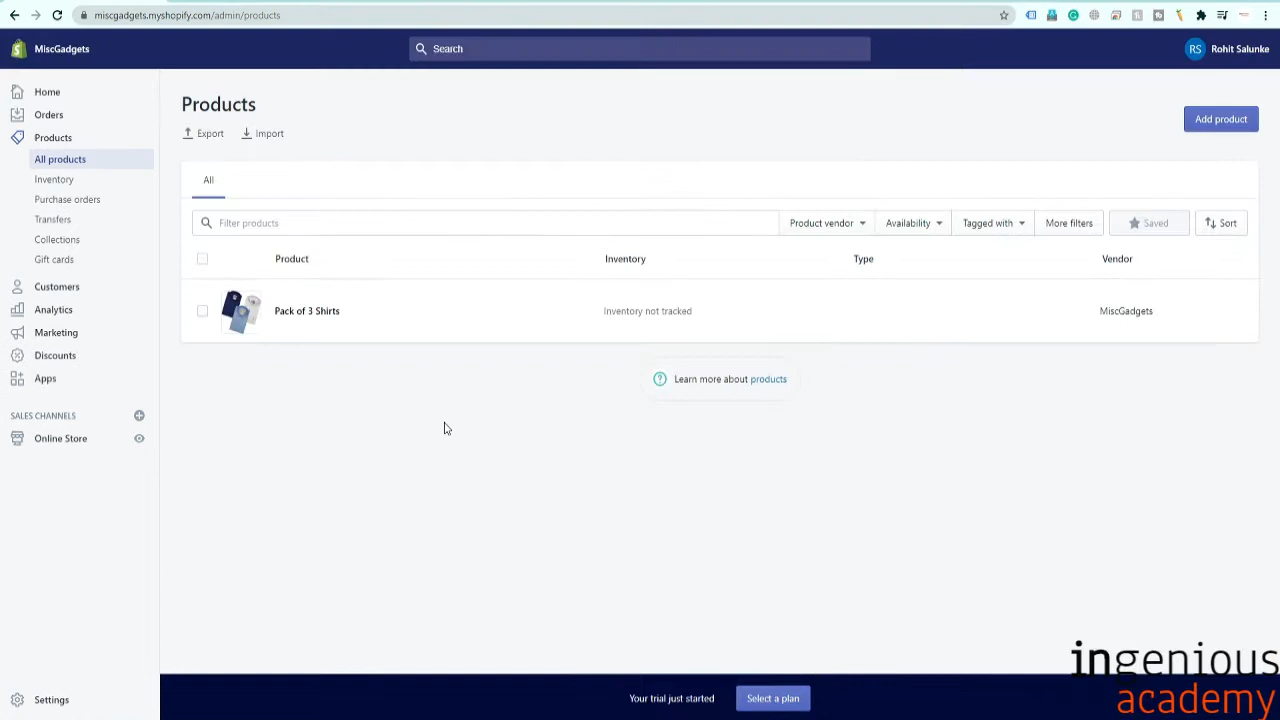 miscgadgets.myshopify.com/admin/products
MiscGadgets
Search
RS Rohit Salunke
Home
Orders
Products
All products
Inventory
Purchase orders
Transfers
Collections
Gift cards
Customers
Analytics
Marketing
Discounts
Apps
SALES CHANNELS
Online Store
Settings
Products
Export Import
Add product
All
Filter products Product vendor Availability Tagged with More filters Saved Sort
Product Inventory Type Vendor
Pack of 3 Shirts Inventory not tracked MiscGadgets
Learn more about products
Your trial just started Select a plan
ingenious
academy